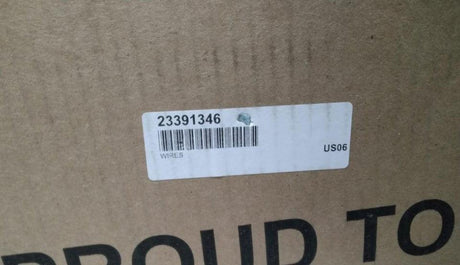 23391346
WIRES
US06
PROUD TO